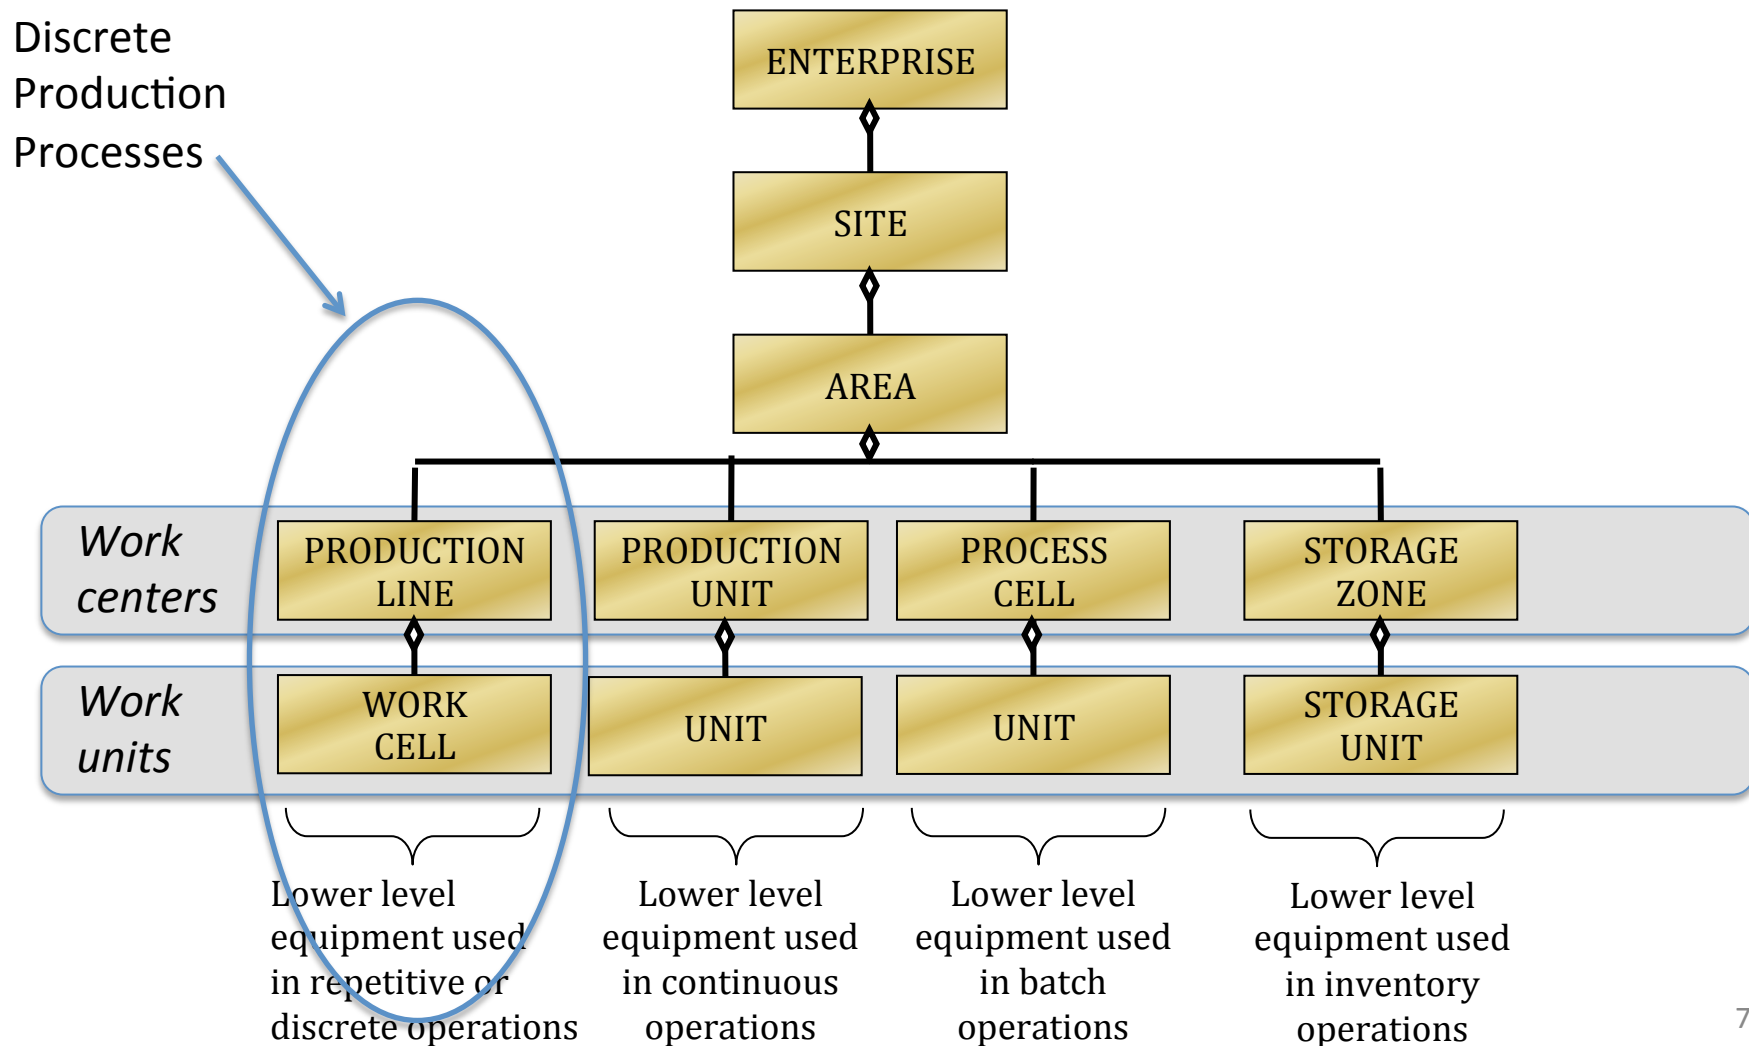 Discrete
Production
Processes
ENTERPRISE
SITE
AREA
Work
centers
PRODUCTION
LINE
PRODUCTION
UNIT
PROCESS
CELL
STORAGE
ZONE
Work
units
WORK
CELL
UNIT
UNIT
STORAGE
UNIT
Lower level
equipment used
in repetitive or
discrete operations
Lower level
equipment used
in continuous
operations
Lower level
equipment used
in batch
operations
Lower level
equipment used
in inventory
operations
7